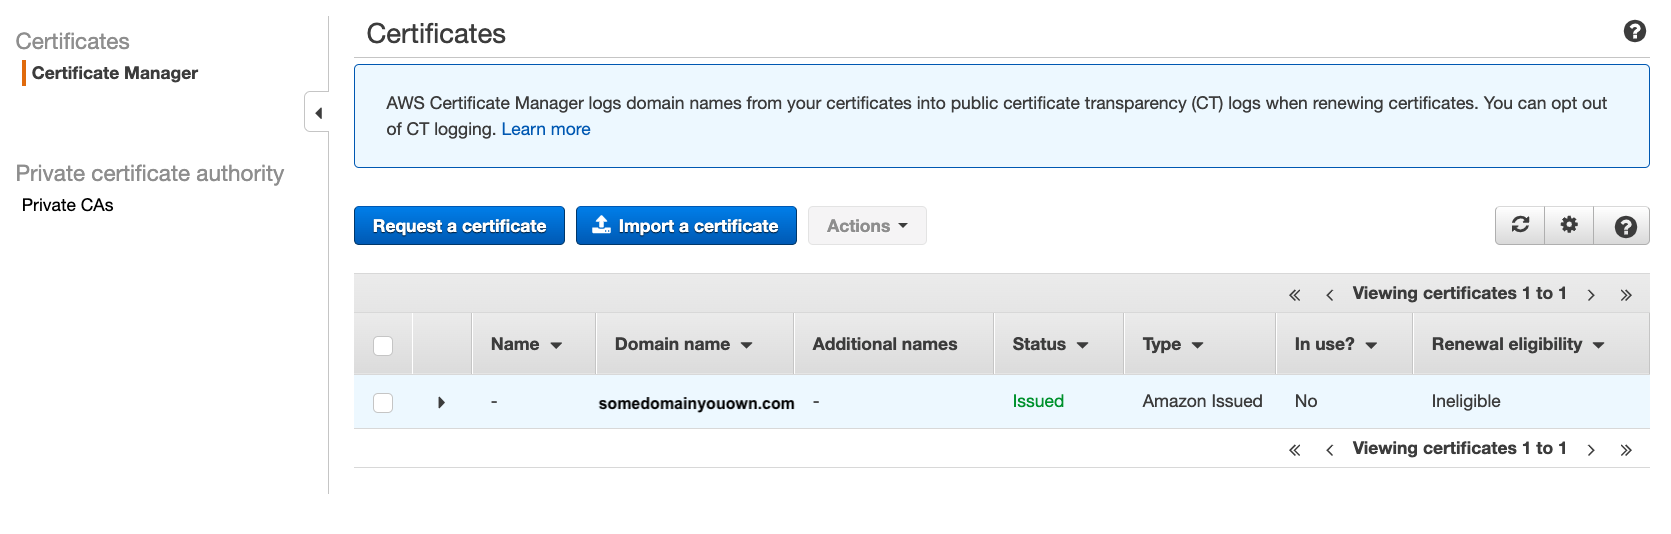 Certificates
Certificate Manager
Private certificate authority
Private CAs
Certificates
AWS Certificate Manager logs domain names from your certificates into public certificate transparency (CT) logs when renewing certificates. You can opt out
of CT logging. Learn more
Request a certificate Import a certificate Actions
« ‹ Viewing certificates 1 to 1 › »
Name Domain name Additional names Status Type In use? Renewal eligibility
- somedomainyouown.com - Issued Amazon Issued No Ineligible
« ‹ Viewing certificates 1 to 1 › »